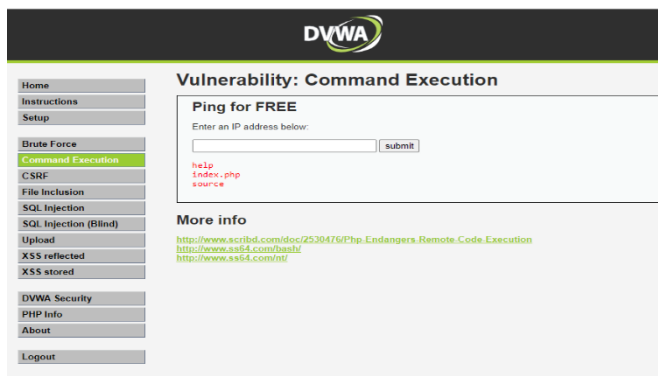 DVWA
Home
Instructions
Setup
Brute Force
Command Execution
CSRF
File Inclusion
SQL Injection
SQL Injection (Blind)
Upload
XSS reflected
XSS stored
DVWA Security
PHP Info
About
Logout
Vulnerability: Command Execution
Ping for FREE
Enter an IP address below:
submit
help
index.php
source
More info
http://www.scribd.com/doc/2530476/Php-Endangers-Remote-Code-Execution
http://www.ss64.com/bash/
http://www.ss64.com/nt/